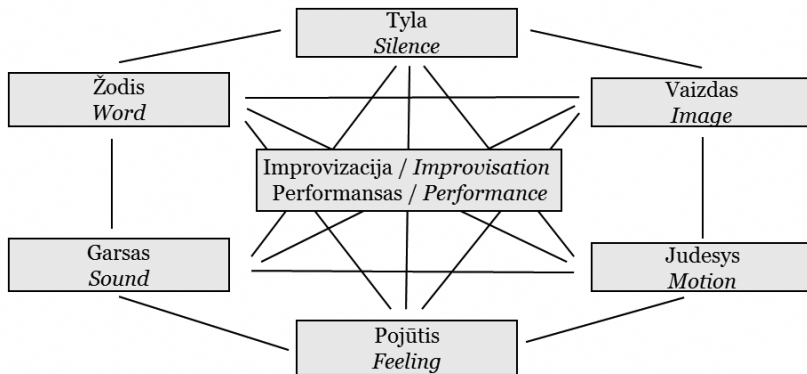 Tyla
Silence
Žodis
Word
Vaizdas
Image
Improvizacija / Improvisation
Performansas / Performance
Garsas
Sound
Judesys
Motion
Pojūtis
Feeling